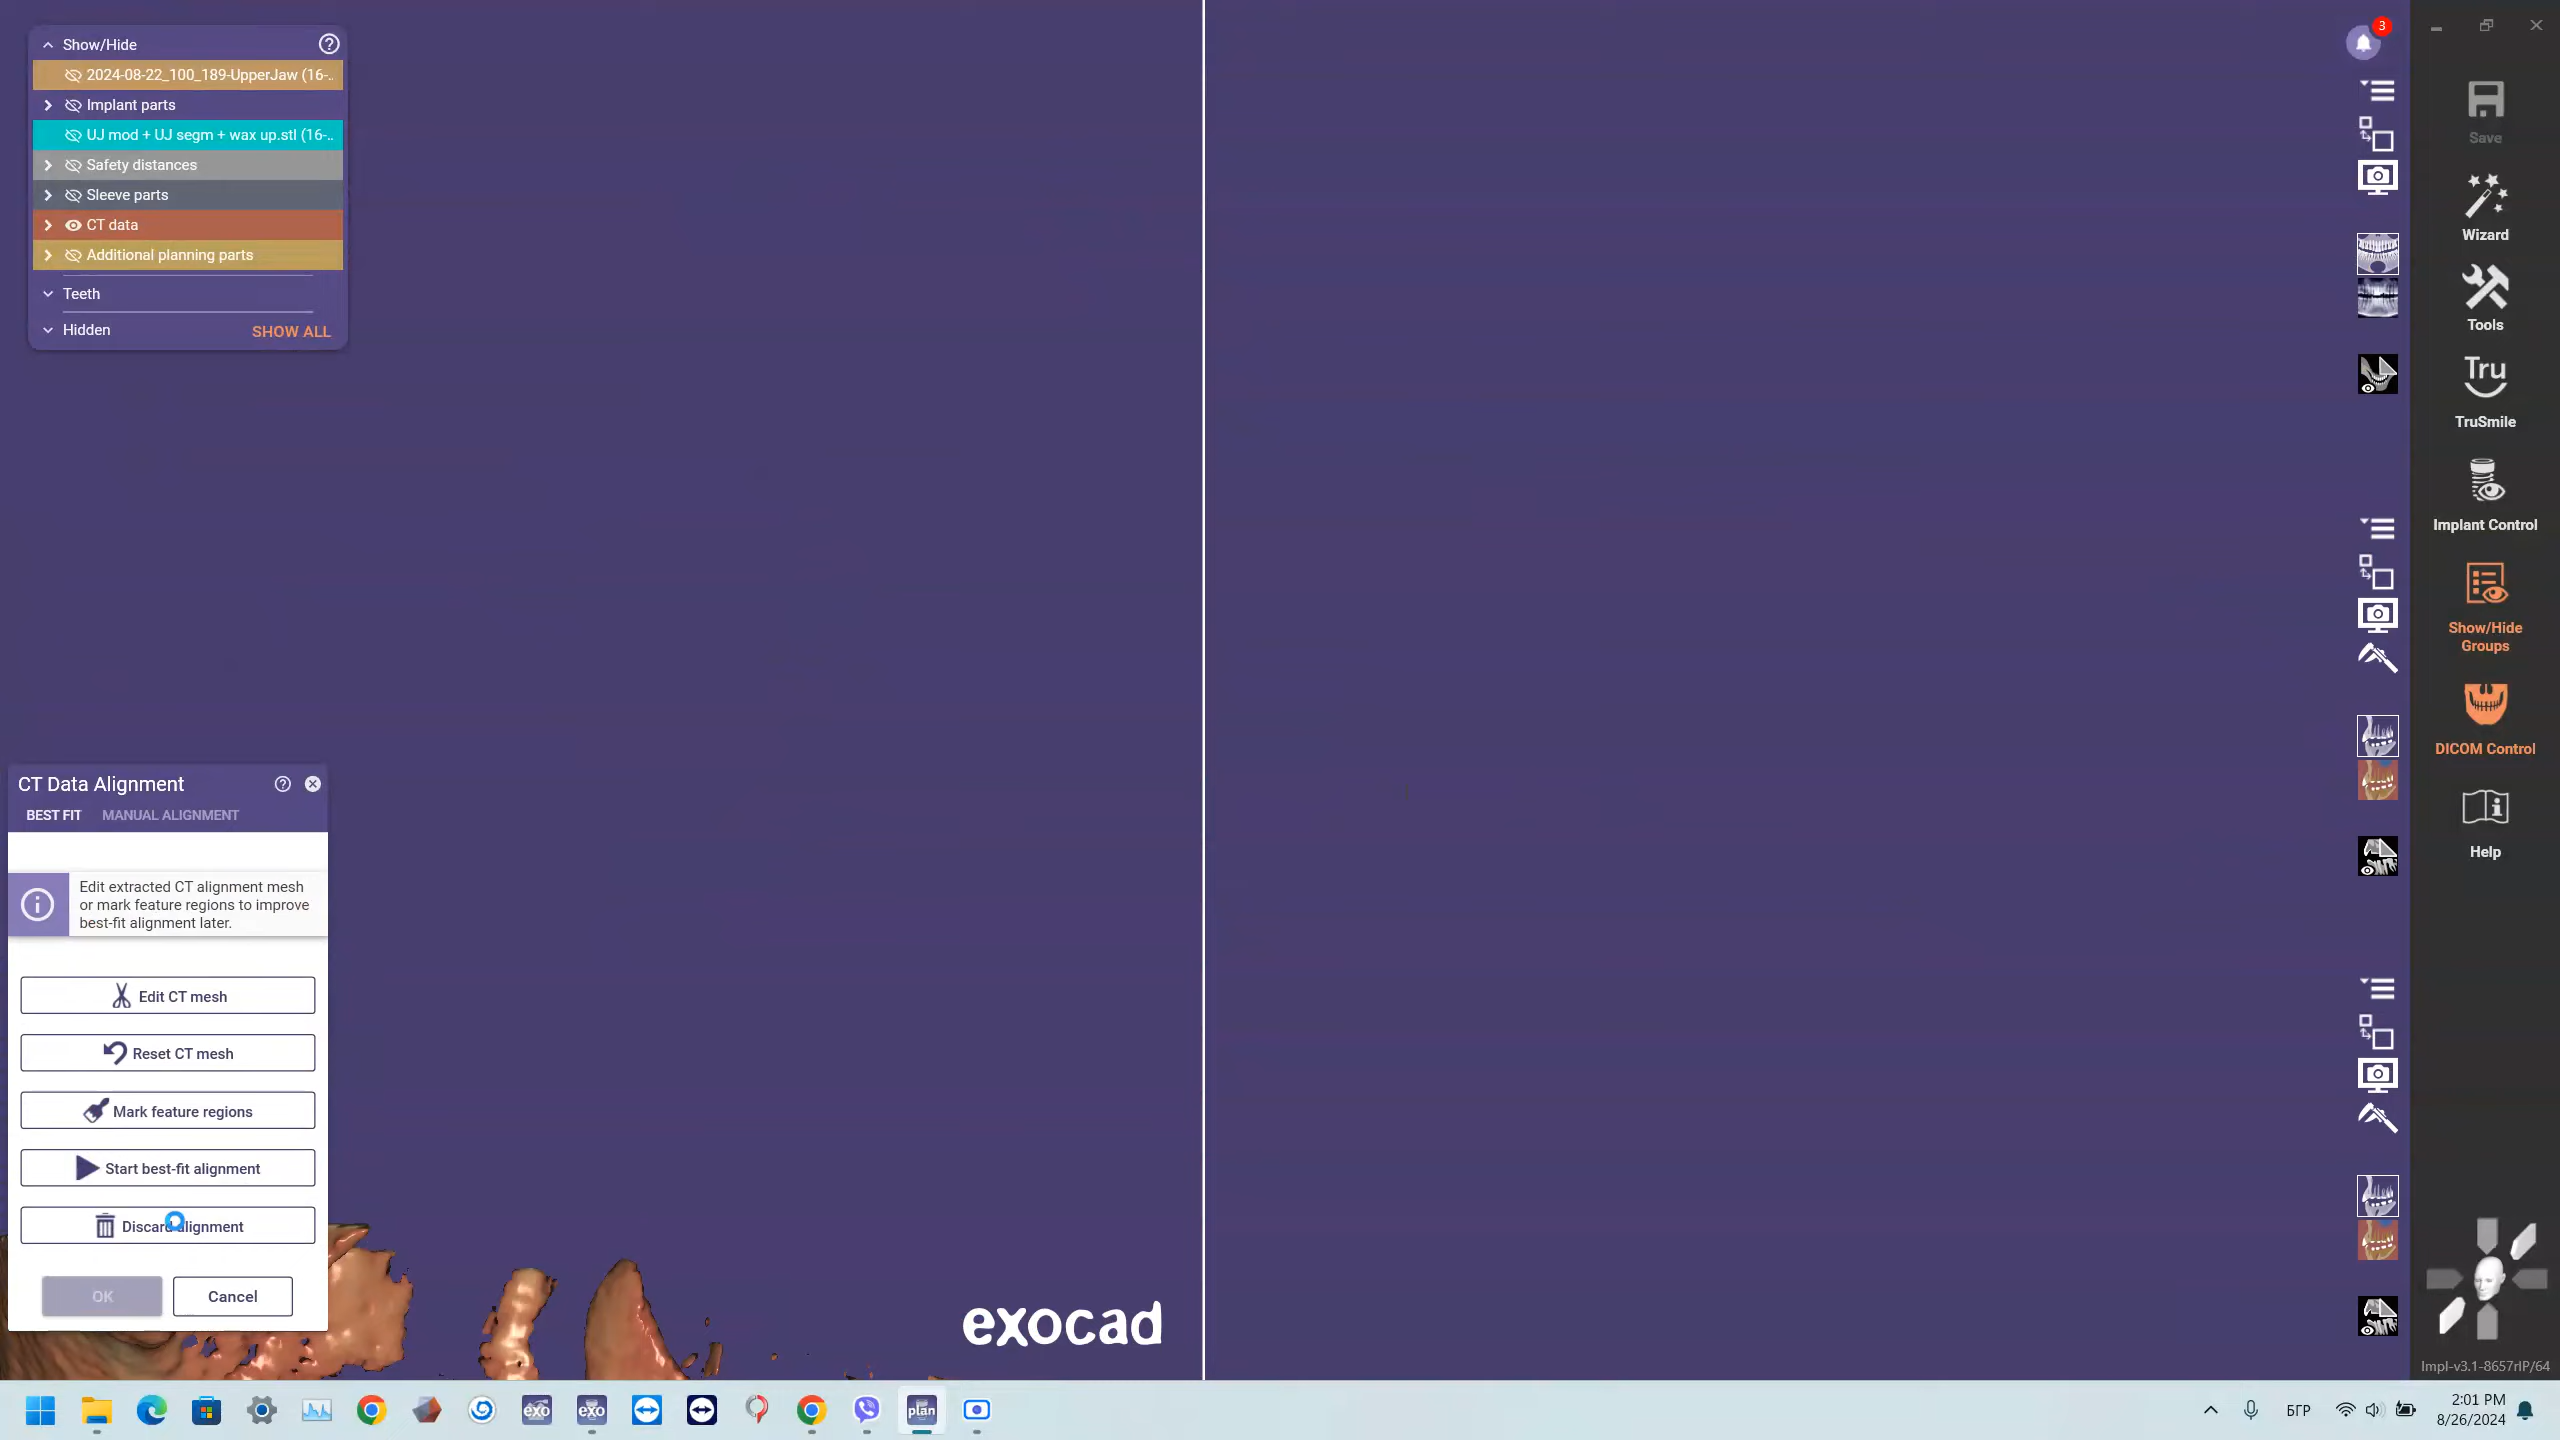 Show/Hide
2024-08-22_100_189-UpperJaw (16-..
Implant parts
UJ mod + UJ segm + wax up.stl (16-..
Safety distances
Sleeve parts
CT data
Additional planning parts
Teeth
Hidden
SHOW ALL
CT Data Alignment
BEST FIT
MANUAL ALIGNMENT
Edit extracted CT alignment mesh
or mark feature regions to improve
best-fit alignment later.
Edit CT mesh
Reset CT mesh
Mark feature regions
Start best-fit alignment
Discard alignment
OK
Cancel
exocad
3
Save
Wizard
Tools
Tru
TruSmile
Implant Control
Show/Hide
Groups
DICOM Control
Help
Impl-v3.1-8657rIP/64
exo
exo
plan
БГР
2:01 PM
8/26/2024